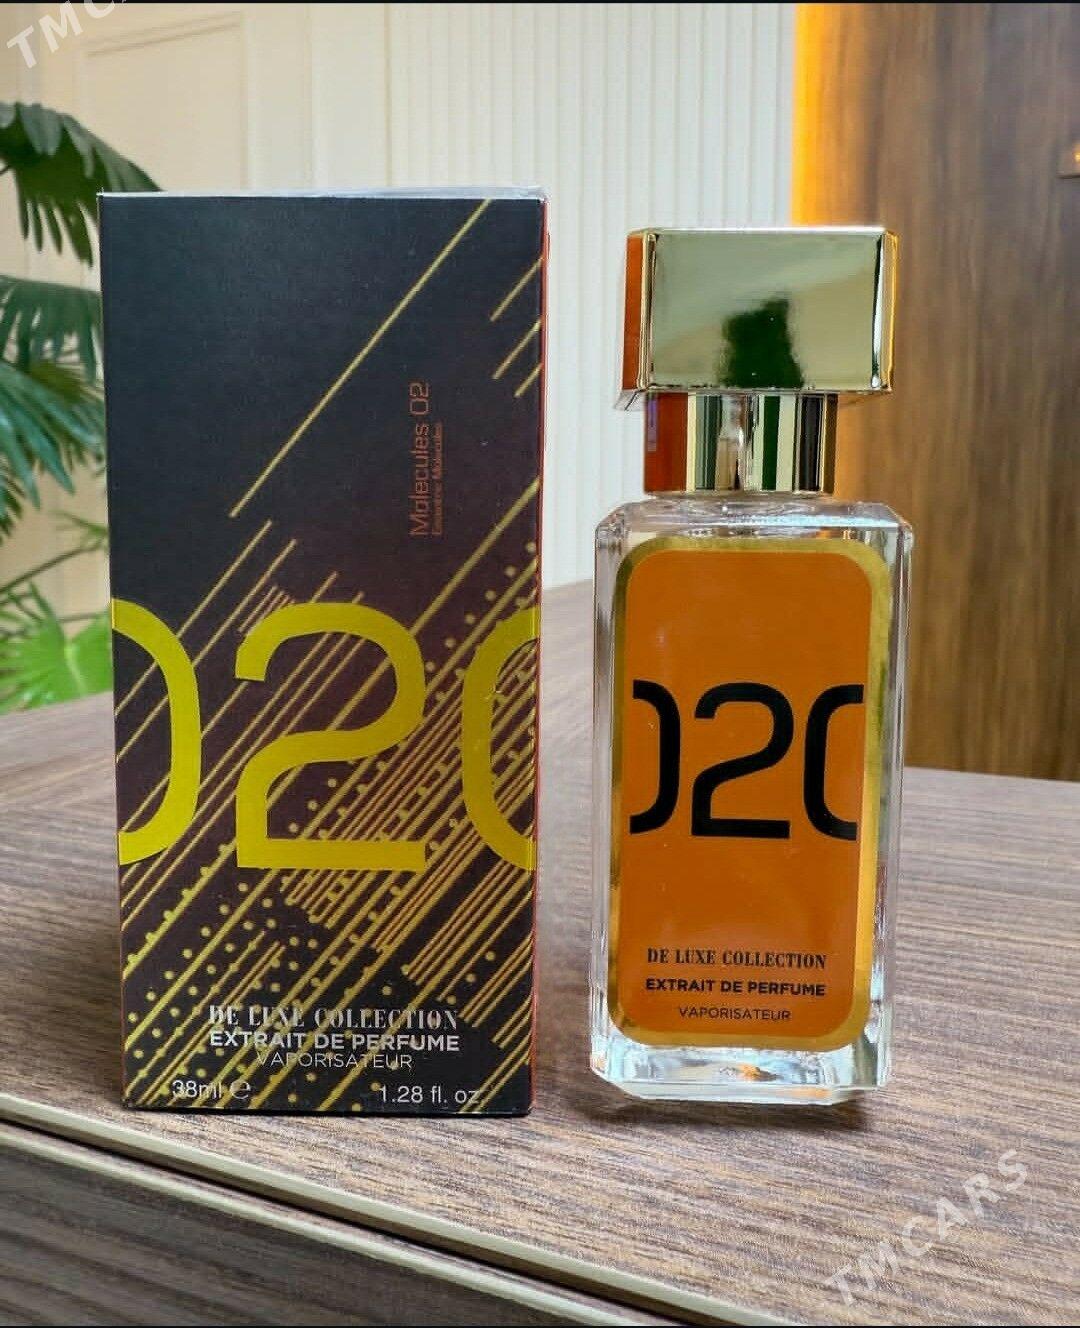 TMCARS
Molecules 02
Escentric Molecules
020
DE LUXE COLLECTION
EXTRAIT DE PERFUME
VAPORISATEUR
38ml e 1.28 fl. oz
020
DE LUXE COLLECTION
EXTRAIT DE PERFUME
VAPORISATEUR
TMCARS